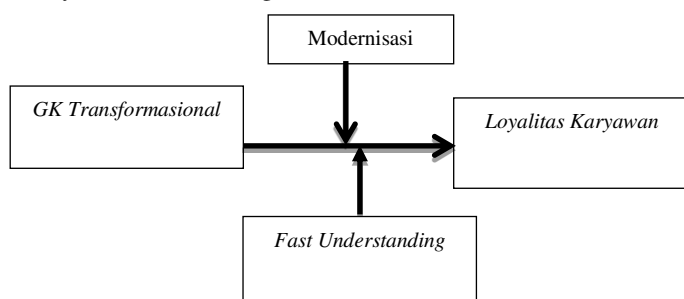 Modernisasi
GK Transformasional
Loyalitas Karyawan
Fast Understanding